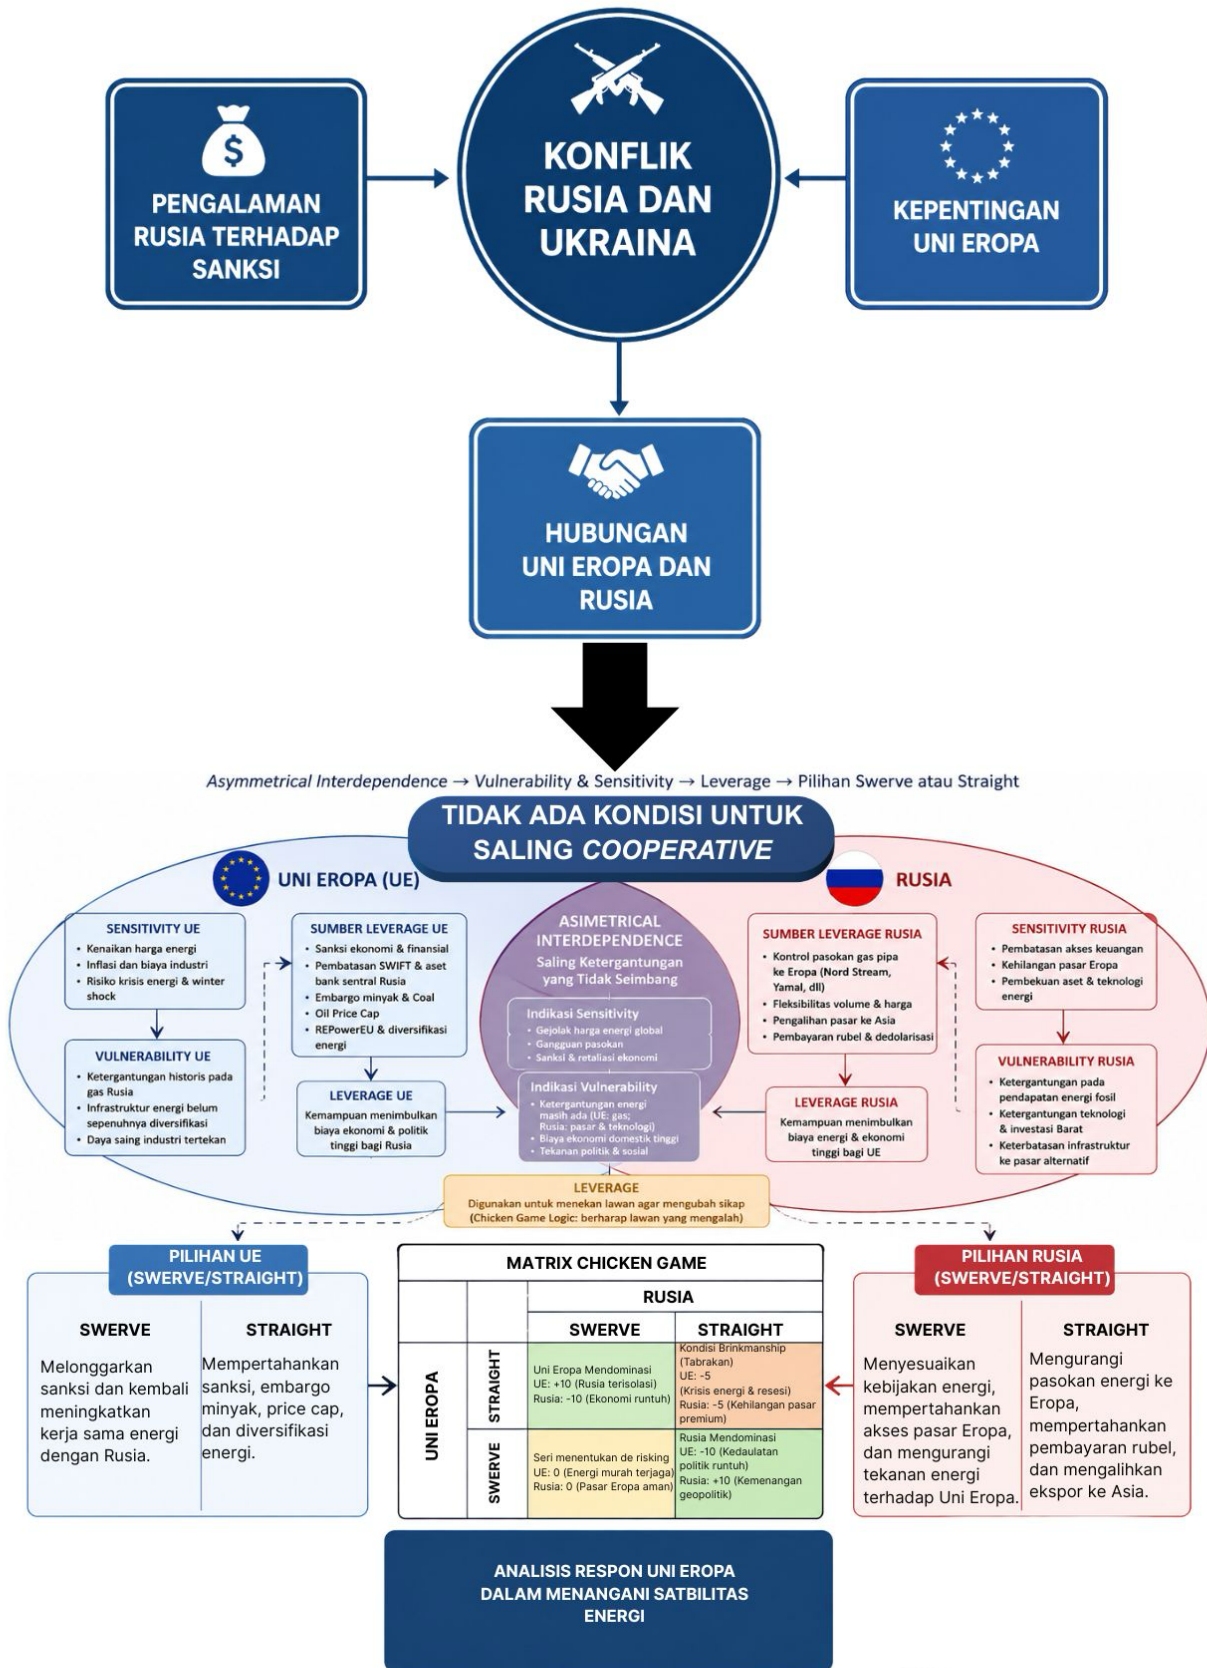 KONFLIK
RUSIA DAN
UKRAINA
$
PENGALAMAN
RUSIA TERHADAP
SANKSI
KEPENTINGAN
UNI EROPA
HUBUNGAN
UNI EROPA DAN
RUSIA
Asymmetrical Interdependence → Vulnerability & Sensitivity → Leverage → Pilihan Swerve atau Straight
TIDAK ADA KONDISI UNTUK
SALING COOPERATIVE
UNI EROPA (UE)
SENSITIVITY UE
• Kenaikan harga energi
• Inflasi dan biaya industri
• Risiko krisis energi & winter
shock
VULNERABILITY UE
• Ketergantungan historis pada
gas Rusia
• Infrastruktur energi belum
sepenuhnya diversifikasi
• Daya saing industri tertekan
SUMBER LEVERAGE UE
• Sanksi ekonomi & finansial
• Pembatasan SWIFT & aset
bank sentral Rusia
• Embargo minyak & Coal
• Oil Price Cap
• REPowerEU & diversifikasi
energi
LEVERAGE UE
Kemampuan menimbulkan
biaya ekonomi & politik
tinggi bagi Rusia
ASIMETRICAL
INTERDEPENDENCE
Saling Ketergantungan
yang Tidak Seimbang
Indikasi Sensitivity
• Gejolak harga energi global
• Gangguan pasokan
• Sanksi & retaliasi ekonomi
Indikasi Vulnerability
• Ketergantungan energi
masih ada (UE: gas;
Rusia: pasar & teknologi)
• Biaya ekonomi domestik tinggi
• Tekanan politik & sosial
RUSIA
SUMBER LEVERAGE RUSIA
• Kontrol pasokan gas pipa
ke Eropa (Nord Stream,
Yamal, dll)
• Fleksibilitas volume & harga
• Pengalihan pasar ke Asia
• Pembayaran rubel & dedolarisasi
LEVERAGE RUSIA
Kemampuan menimbulkan
biaya energi & ekonomi
tinggi bagi UE
SENSITIVITY RUSIA
• Pembatasan akses keuangan
• Kehilangan pasar Eropa
• Pembekuan aset & teknologi
energi
VULNERABILITY RUSIA
• Ketergantungan pada
pendapatan energi fosil
• Ketergantungan teknologi
& investasi Barat
• Keterbatasan infrastruktur
ke pasar alternatif
LEVERAGE
Digunakan untuk menekan lawan agar mengubah sikap
(Chicken Game Logic: berharap lawan yang mengalah)
PILIHAN UE
(SWERVE/STRAIGHT)
SWERVE
Melonggarkan
sanksi dan kembali
meningkatkan
kerja sama energi
dengan Rusia.
STRAIGHT
Mempertahankan
sanksi, embargo
minyak, price cap,
dan diversifikasi
energi.
MATRIX CHICKEN GAME
RUSIA
SWERVE
STRAIGHT
UNI EROPA
STRAIGHT
Uni Eropa Mendominasi
UE: +10 (Rusia terisolasi)
Rusia: -10 (Ekonomi runtuh)
Kondisi Brinkmanship
(Tabrakan)
UE: -5
(Krisis energi & resesi)
Rusia: -5 (Kehilangan pasar
premium)
SWERVE
Seri menentukan de risking
UE: 0 (Energi murah terjaga)
Rusia: 0 (Pasar Eropa aman)
Rusia Mendominasi
UE: -10 (Kedaulatan
politik runtuh)
Rusia: +10 (Kemenangan
geopolitik)
PILIHAN RUSIA
(SWERVE/STRAIGHT)
SWERVE
Menyesuaikan
kebijakan energi,
mempertahankan
akses pasar Eropa,
dan mengurangi
tekanan energi
terhadap Uni Eropa.
STRAIGHT
Mengurangi
pasokan energi ke
Eropa,
mempertahankan
pembayaran rubel,
dan mengalihkan
ekspor ke Asia.
ANALISIS RESPON UNI EROPA
DALAM MENANGANI SATBILITAS
ENERGI